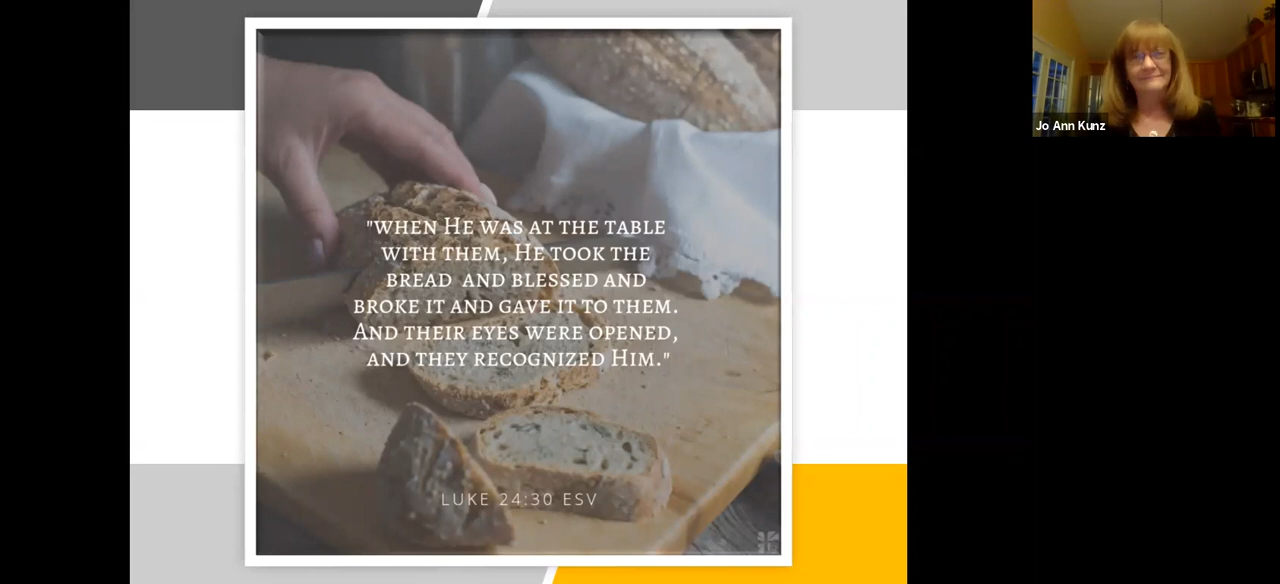 "WHEN HE WAS AT THE TABLE
WITH THEM, HE TOOK THE
BREAD AND BLESSED AND
BROKE IT AND GAVE IT TO THEM.
AND THEIR EYES WERE OPENED,
AND THEY RECOGNIZED HIM."
LUKE 24:30 ESV
Jo Ann Kunz